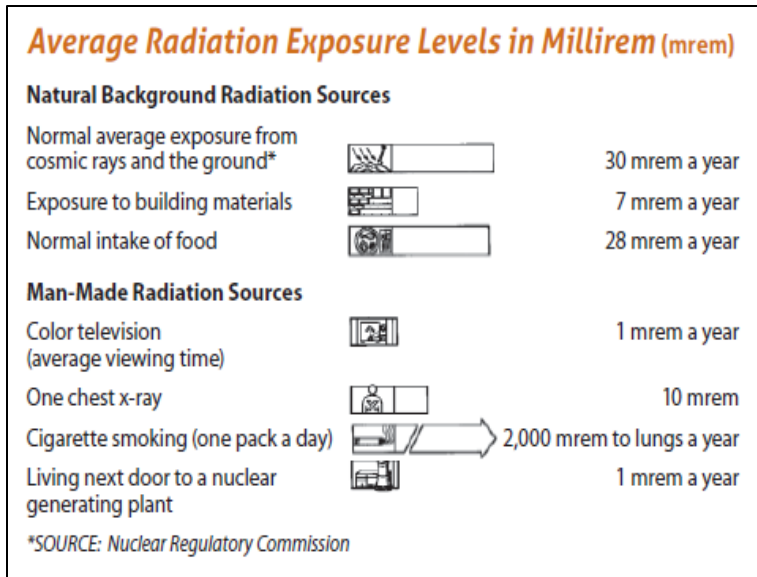 Average Radiation Exposure Levels in Millirem (mrem)
Natural Background Radiation Sources
Normal average exposure from
cosmic rays and the ground* 30 mrem a year
Exposure to building materials 7 mrem a year
Normal intake of food 28 mrem a year
Man-Made Radiation Sources
Color television 1 mrem a year
(average viewing time)
One chest x-ray 10 mrem
Cigarette smoking (one pack a day) 2,000 mrem to lungs a year
Living next door to a nuclear 1 mrem a year
generating plant
*SOURCE: Nuclear Regulatory Commission